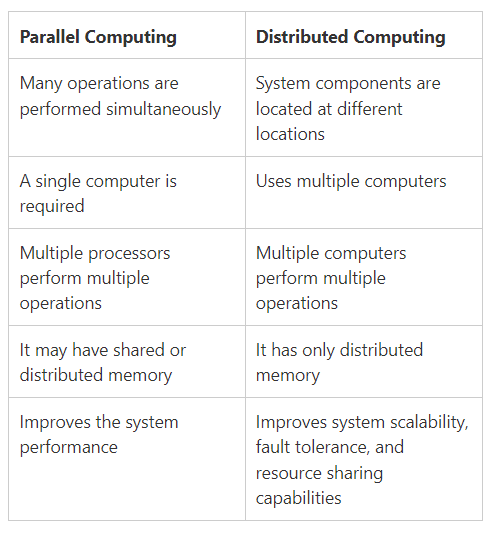 Parallel Computing
Distributed Computing
Many operations are
performed simultaneously
System components are
located at different
locations
A single computer is
required
Uses multiple computers
Multiple processors
perform multiple
operations
Multiple computers
perform multiple
operations
It may have shared or
distributed memory
It has only distributed
memory
Improves the system
performance
Improves system scalability,
fault tolerance, and
resource sharing
capabilities